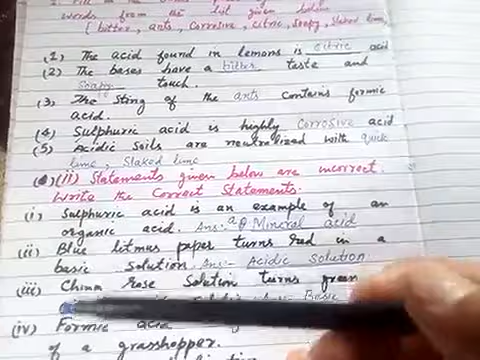 words from the list given below
[ bitter, ants, Corrosive, citric, soapy, slaked lime,
(1) The acid found in lemons is citric acid
(2) The bases have a bitter taste and
soapy touch.
(3) The sting of the ants contains formic
acid.
(4) Sulphuric acid is highly Corrosive acid
(5) Acidic soils are neutralized with quick
lime, Slaked lime
(ii) Statements given below are incorrect.
Write the Correct Statements.
(i) Sulphuric acid is an example of an
organic acid. Ans:- a Mineral acid
(ii) Blue litmus paper turns red in a
basic solution. Ans:- Acidic solution
(iii) China rose Solution turns green
Ans:- Basic
(iv) Formic acid
of a grasshopper.